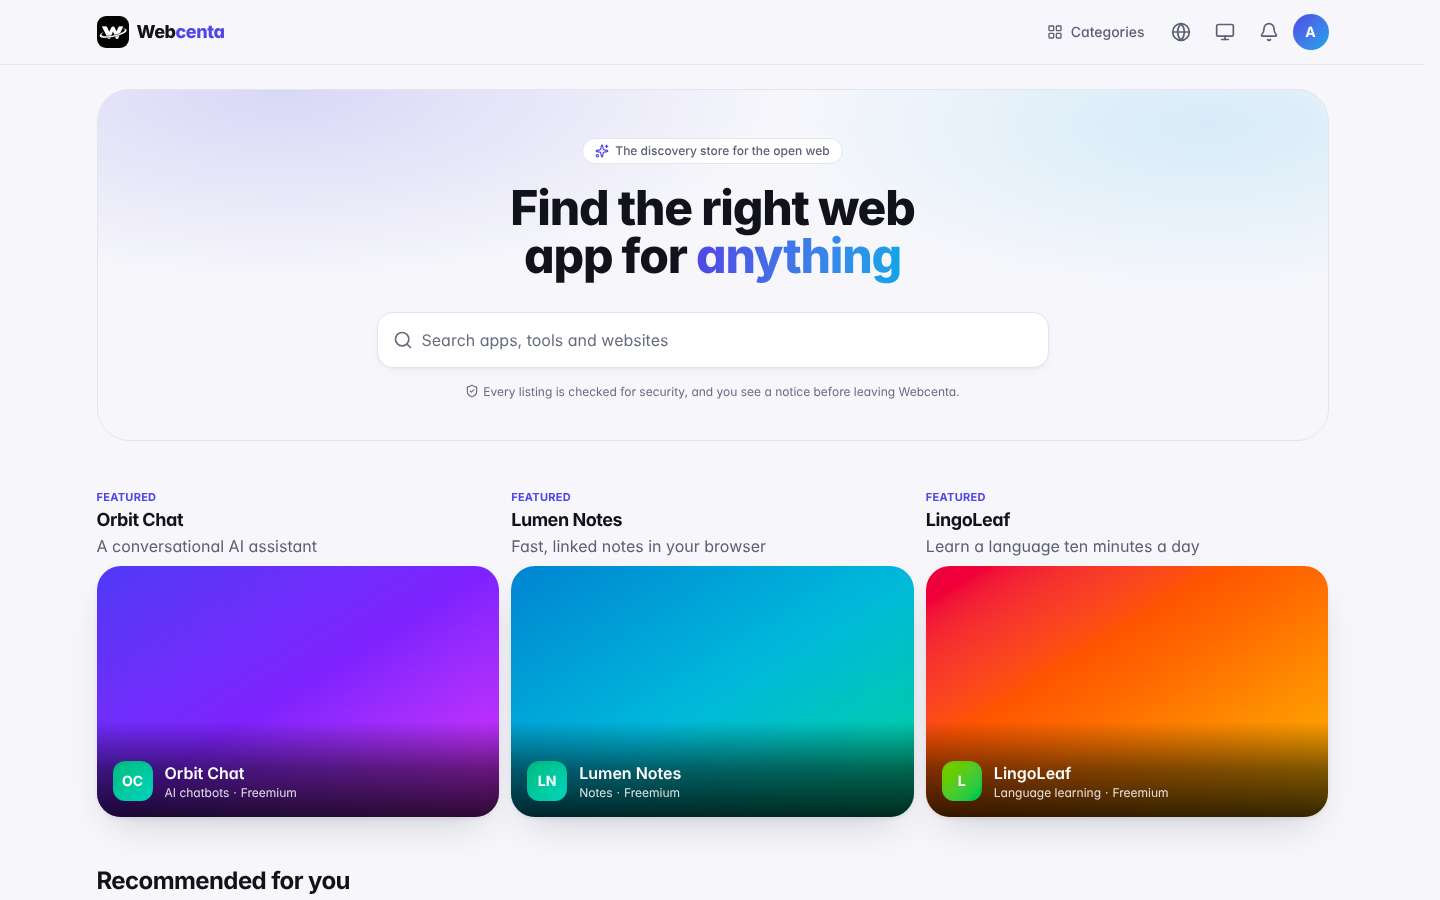 Webcenta
Categories
A
The discovery store for the open web
Find the right web
app for anything
Search apps, tools and websites
Every listing is checked for security, and you see a notice before leaving Webcenta.
FEATURED
Orbit Chat
A conversational AI assistant
OC
Orbit Chat
AI chatbots · Freemium
FEATURED
Lumen Notes
Fast, linked notes in your browser
LN
Lumen Notes
Notes · Freemium
FEATURED
LingoLeaf
Learn a language ten minutes a day
L
LingoLeaf
Language learning · Freemium
Recommended for you